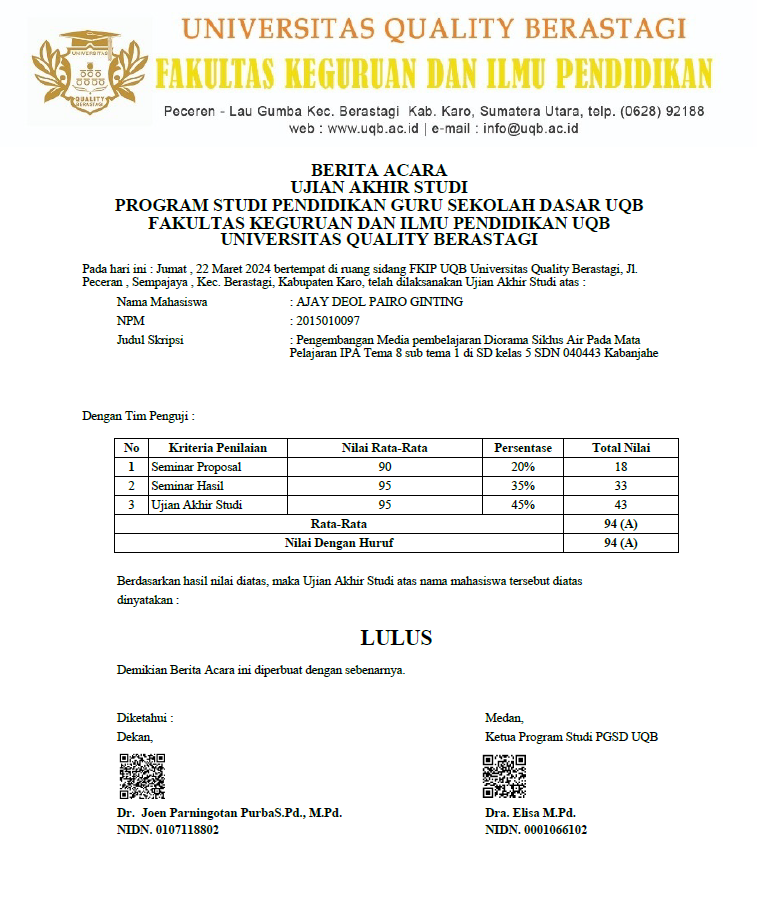 UNIVERSITAS QUALITY BERASTAGI
FAKULTAS KEGURUAN DAN ILMU PENDIDIKAN
Peceren - Lau Gumba Kec. Berastagi Kab. Karo, Sumatera Utara, telp. (0628) 92188
web : www.uqb.ac.id | e-mail : info@uqb.ac.id
UNIVERSITAS
QUALITY
BERASTAGI
BERITA ACARA
UJIAN AKHIR STUDI
PROGRAM STUDI PENDIDIKAN GURU SEKOLAH DASAR UQB
FAKULTAS KEGURUAN DAN ILMU PENDIDIKAN UQB
UNIVERSITAS QUALITY BERASTAGI
Pada hari ini : Jumat , 22 Maret 2024 bertempat di ruang sidang FKIP UQB Universitas Quality Berastagi, Jl.
Peceran , Sempajaya , Kec. Berastagi, Kabupaten Karo, telah dilaksanakan Ujian Akhir Studi atas :
Nama Mahasiswa : AJAY DEOL PAIRO GINTING
NPM : 2015010097
Judul Skripsi : Pengembangan Media pembelajaran Diorama Siklus Air Pada Mata
Pelajaran IPA Tema 8 sub tema 1 di SD kelas 5 SDN 040443 Kabanjahe
Dengan Tim Penguji :
No Kriteria Penilaian Nilai Rata-Rata Persentase Total Nilai
1 Seminar Proposal 90 20% 18
2 Seminar Hasil 95 35% 33
3 Ujian Akhir Studi 95 45% 43
Rata-Rata 94 (A)
Nilai Dengan Huruf 94 (A)
Berdasarkan hasil nilai diatas, maka Ujian Akhir Studi atas nama mahasiswa tersebut diatas
dinyatakan :
LULUS
Demikian Berita Acara ini diperbuat dengan sebenarnya.
Diketahui : Medan,
Dekan, Ketua Program Studi PGSD UQB
Dr. Joen Parningotan PurbaS.Pd., M.Pd. Dra. Elisa M.Pd.
NIDN. 0107118802 NIDN. 0001066102